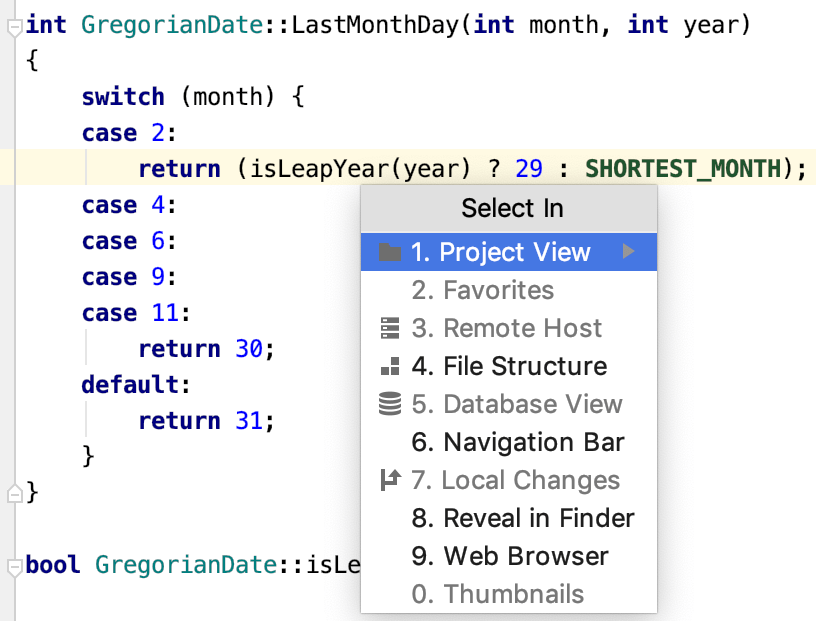 int GregorianDate::LastMonthDay(int month, int year)
{
switch (month) {
case 2:
return (isLeapYear(year) ? 29 : SHORTEST_MONTH);
case 4:
case 6:
case 9:
case 11:
return 30;
default:
return 31;
}
}
bool GregorianDate::isLe
Select In
1. Project View
2. Favorites
3. Remote Host
4. File Structure
5. Database View
6. Navigation Bar
7. Local Changes
8. Reveal in Finder
9. Web Browser
0. Thumbnails